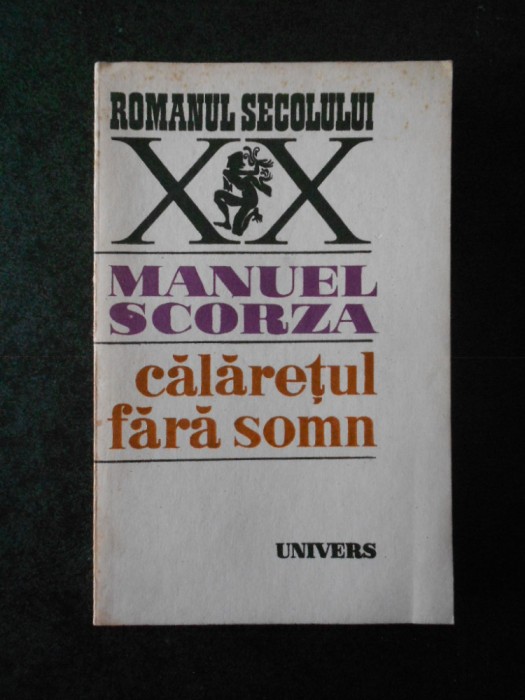 ROMANUL SECOLULUI
XX
MANUEL
SCORZA
călărețul
fără somn
UNIVERS